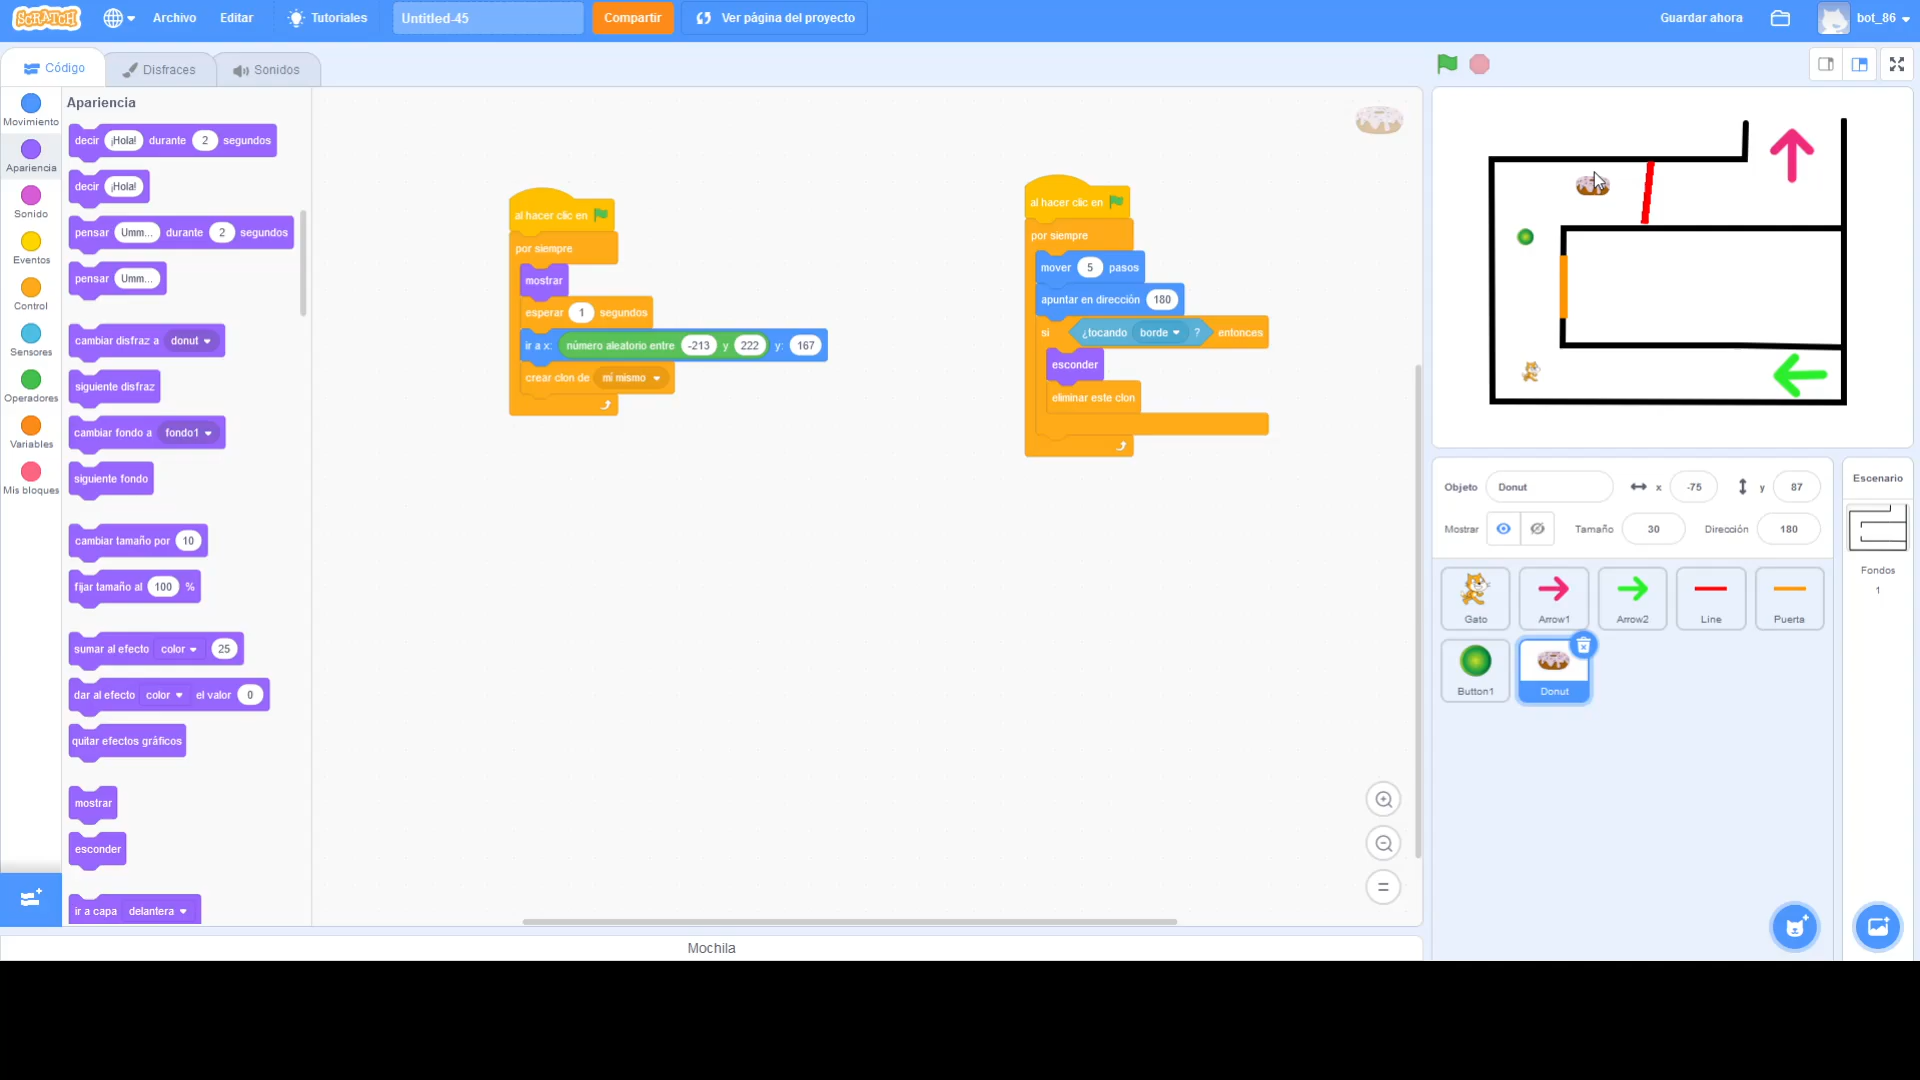 SCRATCH Archivo Editar Tutoriales Untitled-45 Compartir Ver página del proyecto Guardar ahora bot_86
Código Disfraces Sonidos
Movimiento
Apariencia
Sonido
Eventos
Control
Sensores
Operadores
Variables
Mis bloques
Apariencia
decir ¡Hola! durante 2 segundos
decir ¡Hola!
pensar Umm... durante 2 segundos
pensar Umm...
cambiar disfraz a donut
siguiente disfraz
cambiar fondo a fondo1
siguiente fondo
cambiar tamaño por 10
fijar tamaño al 100 %
sumar al efecto color 25
dar al efecto color el valor 0
quitar efectos gráficos
mostrar
esconder
ir a capa delantera
al hacer clic en
por siempre
mostrar
esperar 1 segundos
ir a x: número aleatorio entre -213 y 222 y: 167
crear clon de mí mismo
al hacer clic en
por siempre
mover 5 pasos
apuntar en dirección 180
si ¿tocando borde ? entonces
esconder
eliminar este clon
Objeto Donut x -75 y 87
Mostrar Tamaño 30 Dirección 180
Gato Arrow1 Arrow2 Line Puerta
Button1 Donut
Escenario
Fondos
1
Mochila